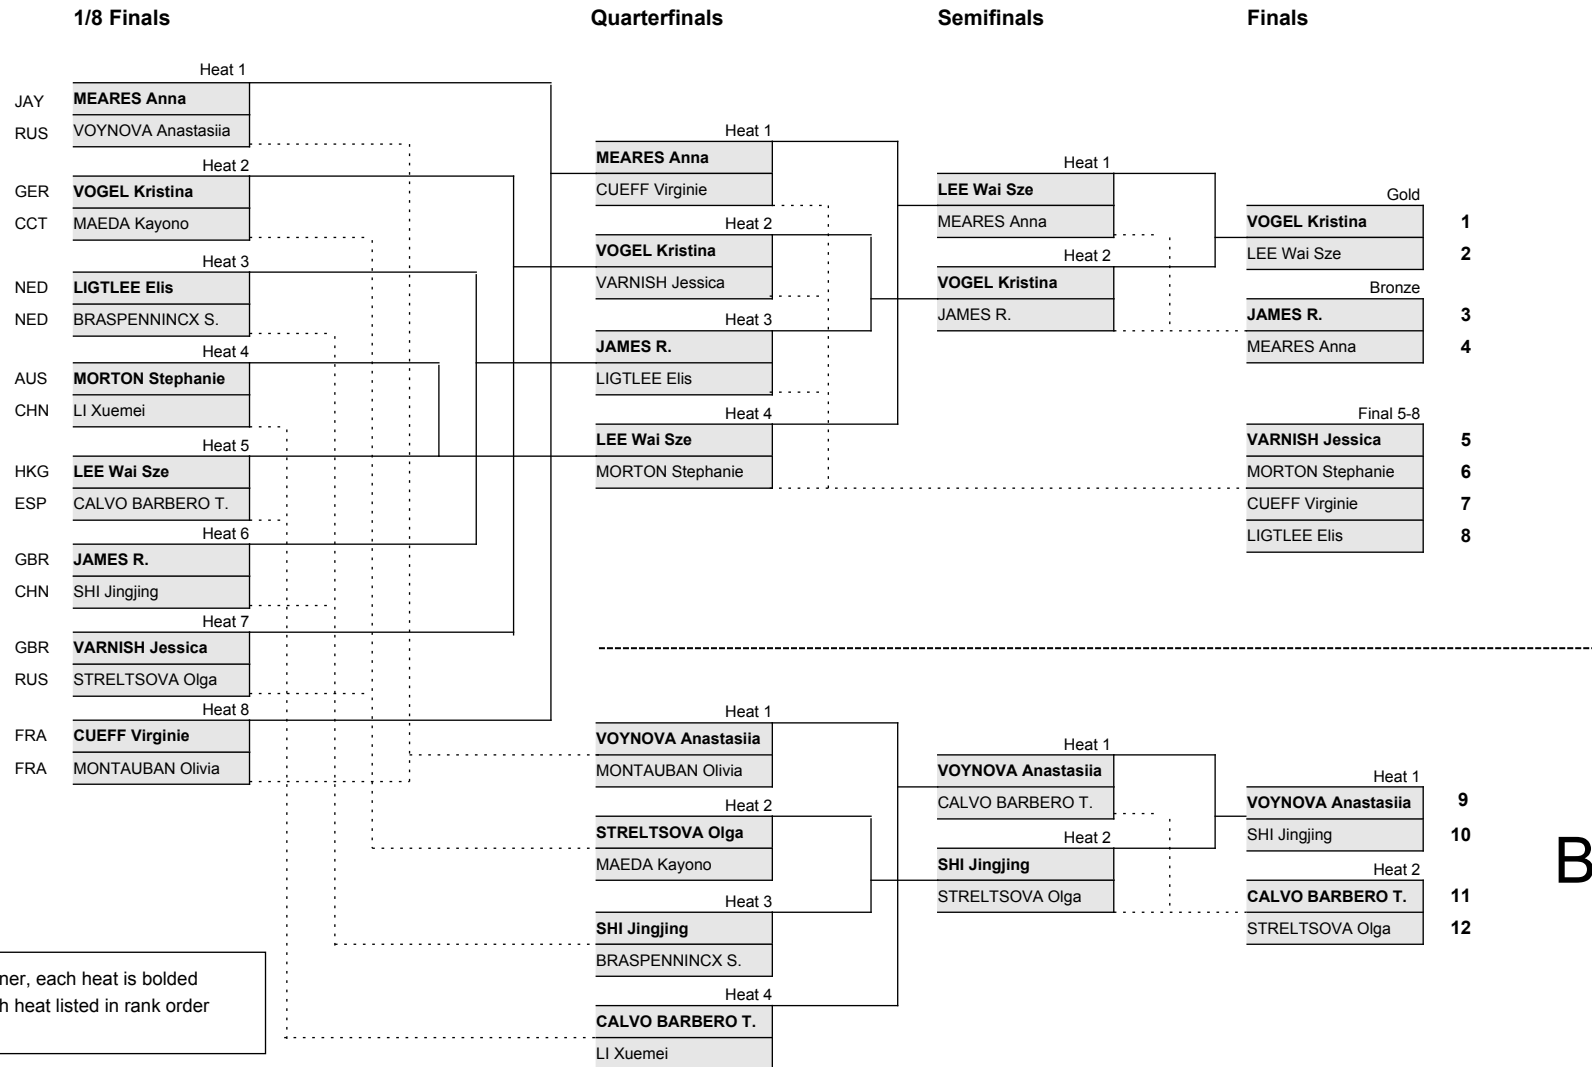 1/8 Finals Quarterfinals Semifinals Finals
Heat 1
JAY MEARES Anna
RUS VOYNOVA Anastasiia
Heat 2
GER VOGEL Kristina
CCT MAEDA Kayono
Heat 3
NED LIGTLEE Elis
NED BRASPENNINCX S.
Heat 4
AUS MORTON Stephanie
CHN LI Xuemei
Heat 5
HKG LEE Wai Sze
ESP CALVO BARBERO T.
Heat 6
GBR JAMES R.
CHN SHI Jingjing
Heat 7
GBR VARNISH Jessica
RUS STRELTSOVA Olga
Heat 8
FRA CUEFF Virginie
FRA MONTAUBAN Olivia
Heat 1
MEARES Anna
CUEFF Virginie
Heat 2
VOGEL Kristina
VARNISH Jessica
Heat 3
JAMES R.
LIGTLEE Elis
Heat 4
LEE Wai Sze
MORTON Stephanie
Heat 1
LEE Wai Sze
MEARES Anna
Heat 2
VOGEL Kristina
JAMES R.
Gold
VOGEL Kristina 1
LEE Wai Sze 2
Bronze
JAMES R. 3
MEARES Anna 4
Final 5-8
VARNISH Jessica 5
MORTON Stephanie 6
CUEFF Virginie 7
LIGTLEE Elis 8
Heat 1
VOYNOVA Anastasiia
MONTAUBAN Olivia
Heat 2
STRELTSOVA Olga
MAEDA Kayono
Heat 3
SHI Jingjing
BRASPENNINCX S.
Heat 4
CALVO BARBERO T.
LI Xuemei
Heat 1
VOYNOVA Anastasiia
CALVO BARBERO T.
Heat 2
SHI Jingjing
STRELTSOVA Olga
Heat 1
VOYNOVA Anastasiia 9
SHI Jingjing 10
Heat 2
CALVO BARBERO T. 11
STRELTSOVA Olga 12
B
ner, each heat is bolded
h heat listed in rank order